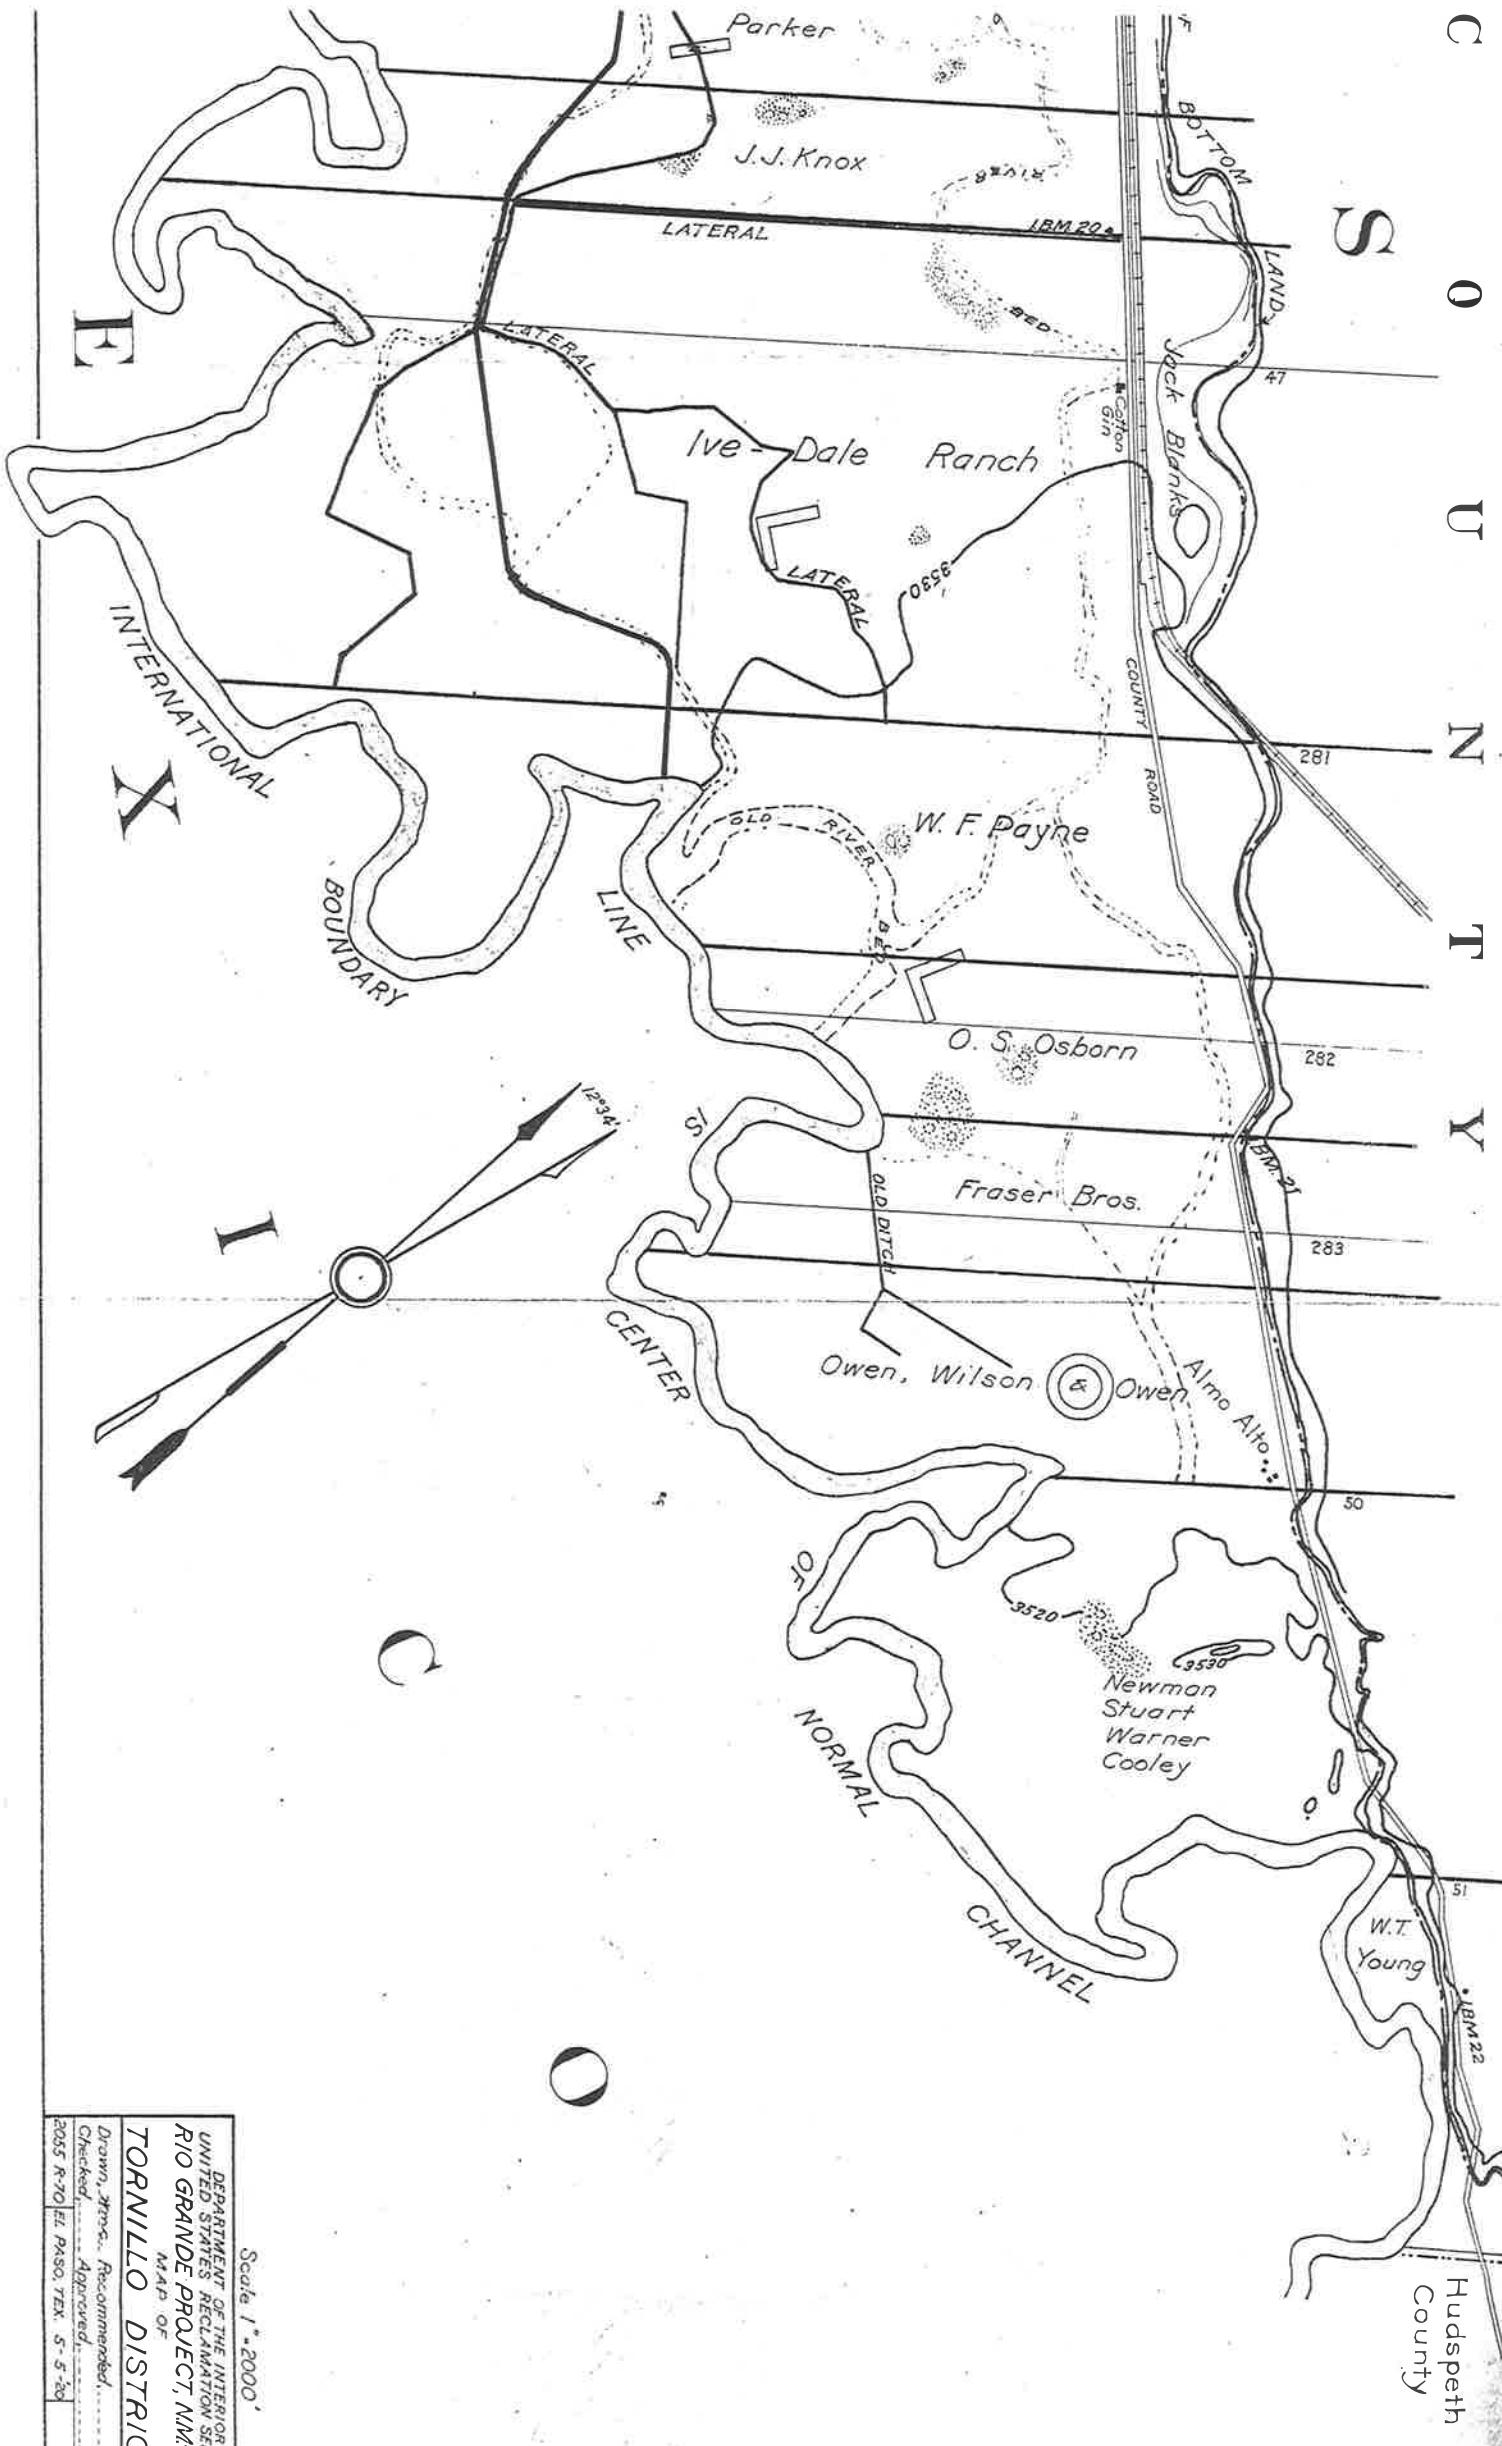 C O U N T Y
S
E X I C O
Parker
BOTTOM
LAND
J.J. Knox
RIVER
BED
LATERAL
I.B.M. 20
LATERAL
47
Jack Blanks
Cotton
Gin
Ive-Dale Ranch
LATERAL
3530
COUNTY ROAD
281
W. F. Payne
OLD RIVER BED
O. S. Osborn
282
B.M. 21
Fraser Bros.
283
OLD DITCH
Owen, Wilson & Owen
Almo Alto
50
3520
3530
Newman
Stuart
Warner
Cooley
51
W.T.
Young
I.B.M 22
Hudspeth
County
INTERNATIONAL BOUNDARY LINE IS CENTER OF NORMAL CHANNEL
12°34'
Scale 1"=2000'
DEPARTMENT OF THE INTERIOR
UNITED STATES RECLAMATION SE
RIO GRANDE PROJECT, N.M.
MAP OF
TORNILLO DISTRIC
Drawn, Recommended,
Checked, Approved,
2055 R-70 EL PASO, TEX. 5-5-20